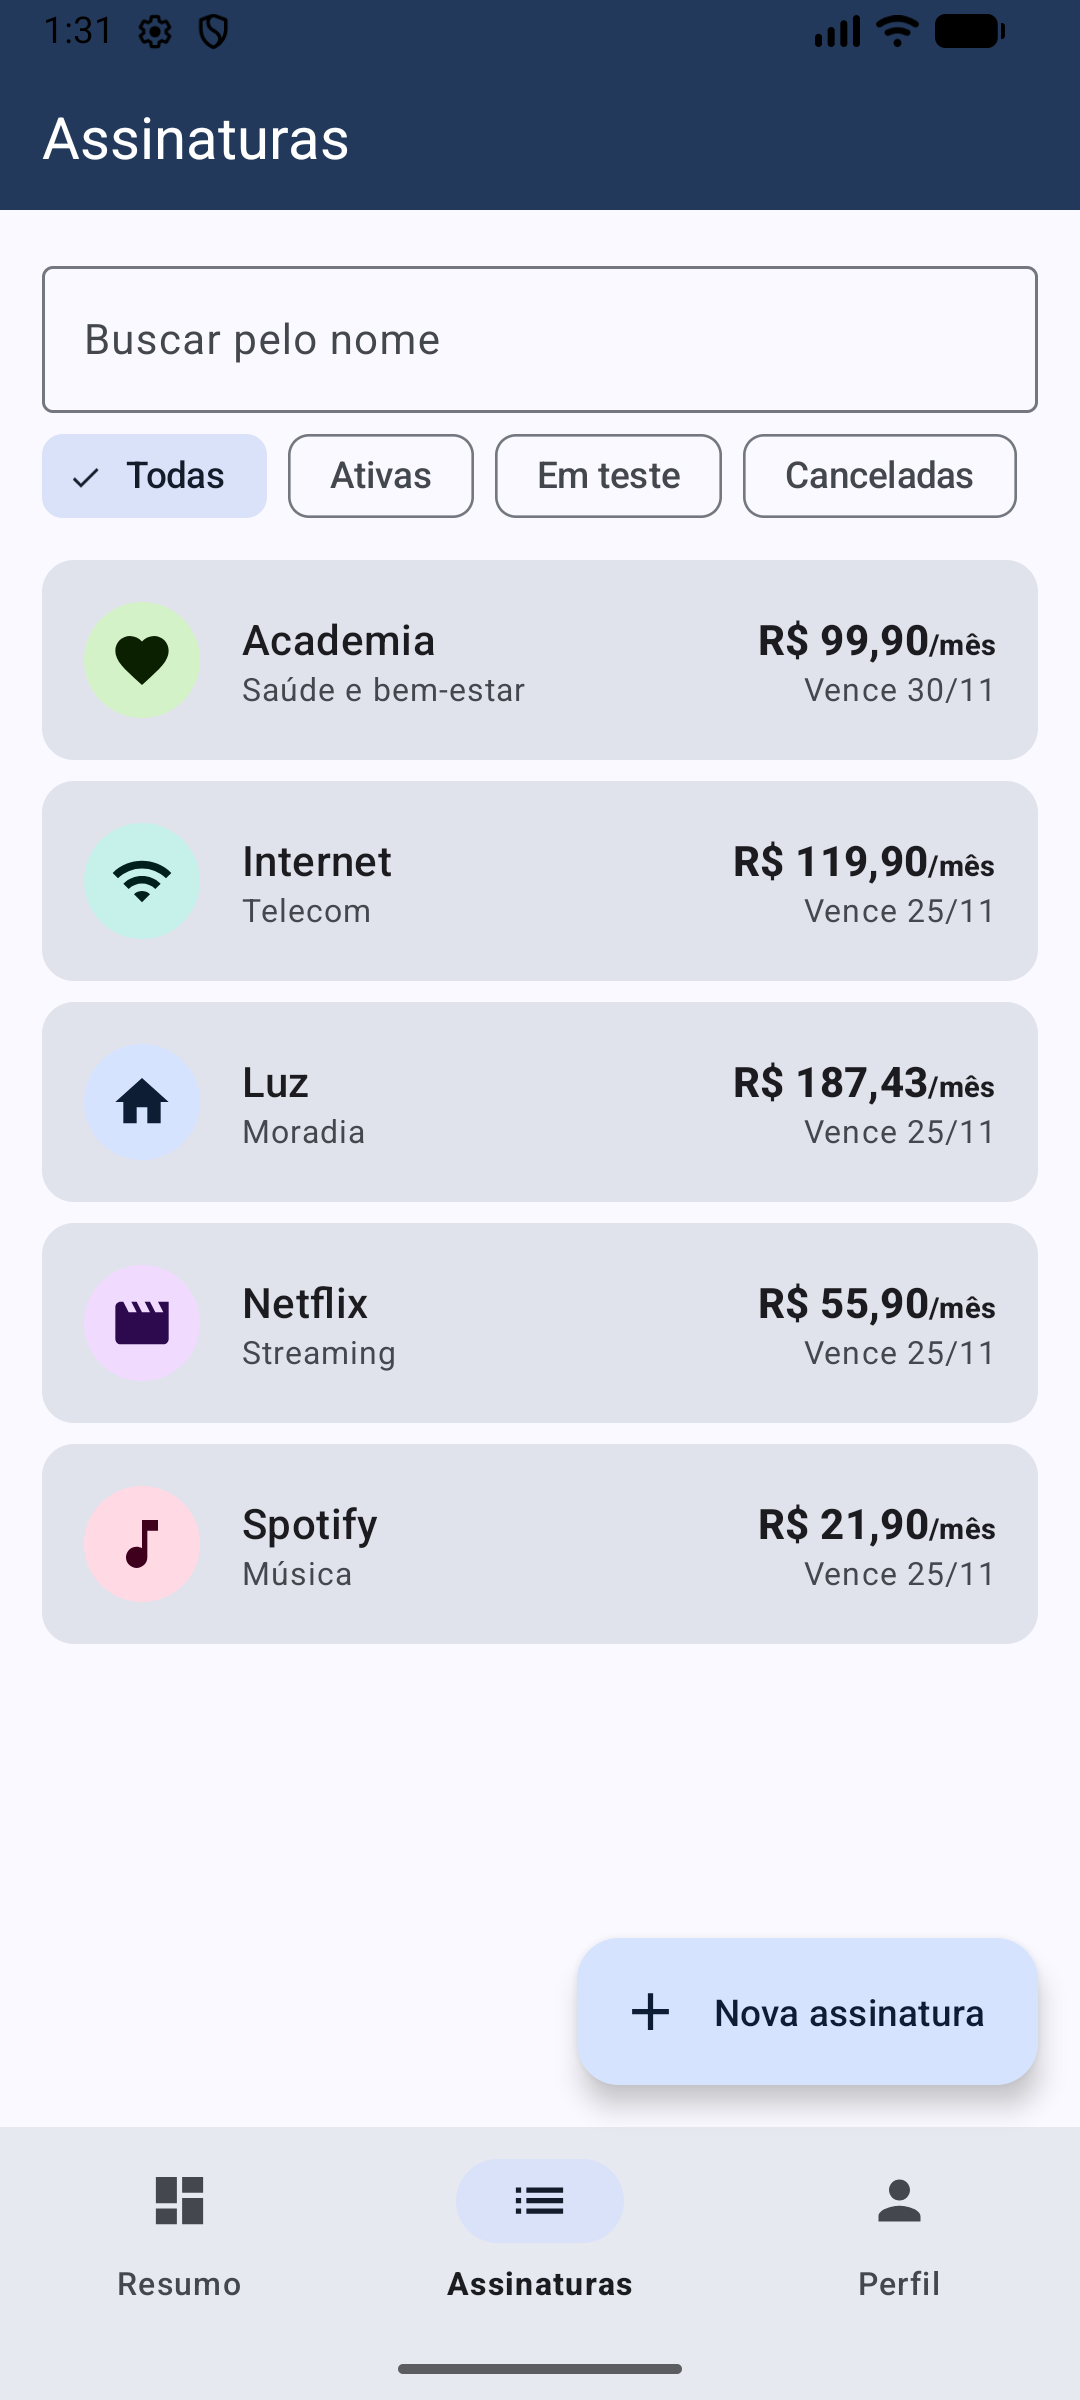 1:31
Assinaturas
Buscar pelo nome
Todas Ativas Em teste Canceladas
Academia R$ 99,90/mês
Saúde e bem-estar Vence 30/11
Internet R$ 119,90/mês
Telecom Vence 25/11
Luz R$ 187,43/mês
Moradia Vence 25/11
Netflix R$ 55,90/mês
Streaming Vence 25/11
Spotify R$ 21,90/mês
Música Vence 25/11
Nova assinatura
Resumo Assinaturas Perfil